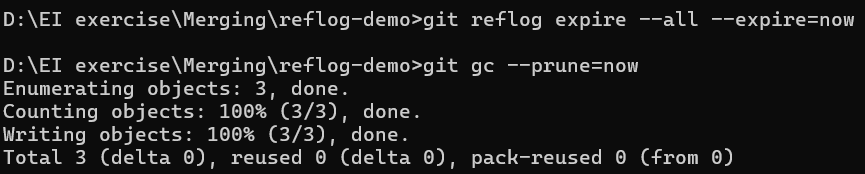 D:\EI exercise\Merging\reflog-demo>git reflog expire --all --expire=now
D:\EI exercise\Merging\reflog-demo>git gc --prune=now
Enumerating objects: 3, done.
Counting objects: 100% (3/3), done.
Writing objects: 100% (3/3), done.
Total 3 (delta 0), reused 0 (delta 0), pack-reused 0 (from 0)